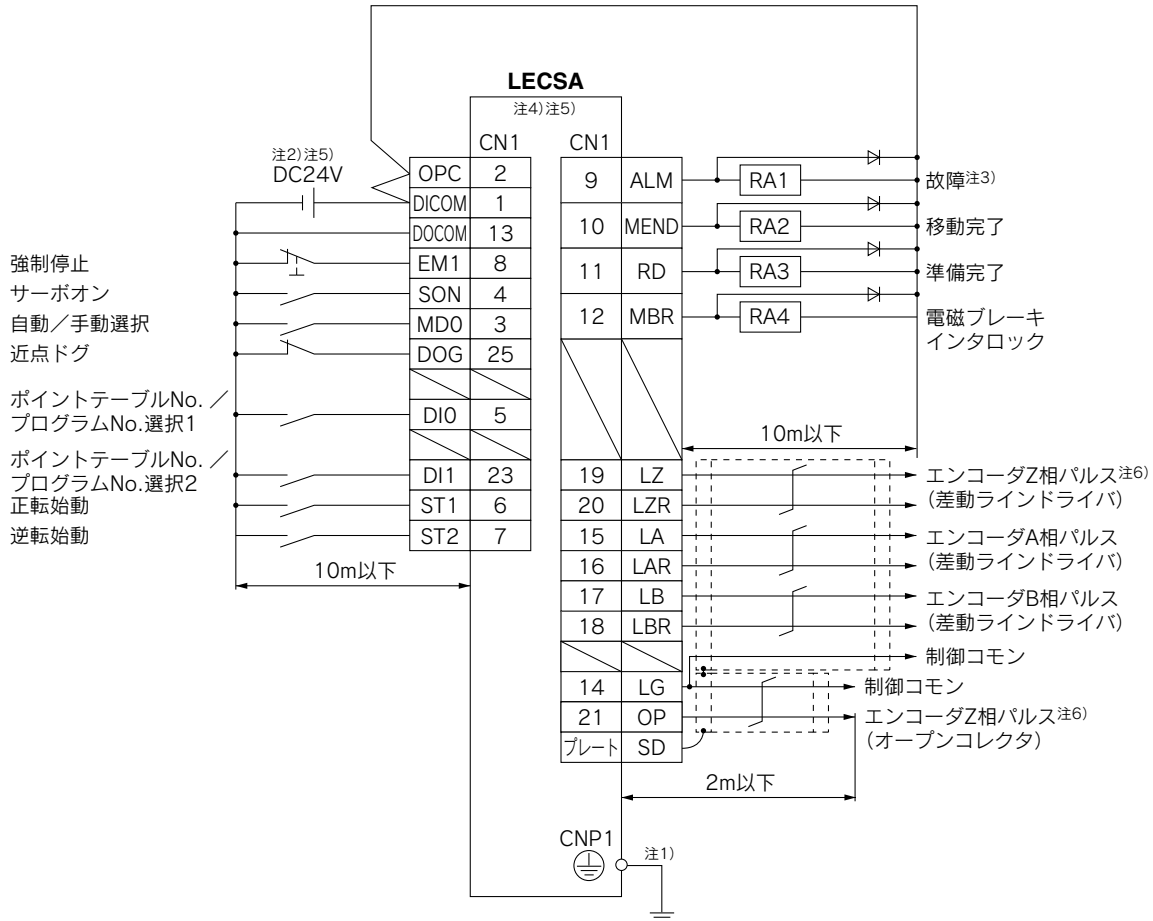 LECSA
注4)注5)
CN1
CN1
注2)注5)
DC24V
OPC 2
DICOM 1
DOCOM 13
強制停止
EM1 8
サーボオン
SON 4
自動／手動選択
MD0 3
近点ドグ
DOG 25
ポイントテーブルNo.／
プログラムNo.選択1
DI0 5
ポイントテーブルNo.／
プログラムNo.選択2
DI1 23
正転始動
ST1 6
逆転始動
ST2 7
10m以下
9 ALM RA1 故障注3)
10 MEND RA2 移動完了
11 RD RA3 準備完了
12 MBR RA4 電磁ブレーキ
インタロック
10m以下
19 LZ エンコーダZ相パルス注6)
20 LZR （差動ラインドライバ）
15 LA エンコーダA相パルス
16 LAR （差動ラインドライバ）
17 LB エンコーダB相パルス
18 LBR （差動ラインドライバ）
制御コモン
14 LG 制御コモン
21 OP エンコーダZ相パルス注6)
（オープンコレクタ）
プレート SD
2m以下
CNP1
注1)